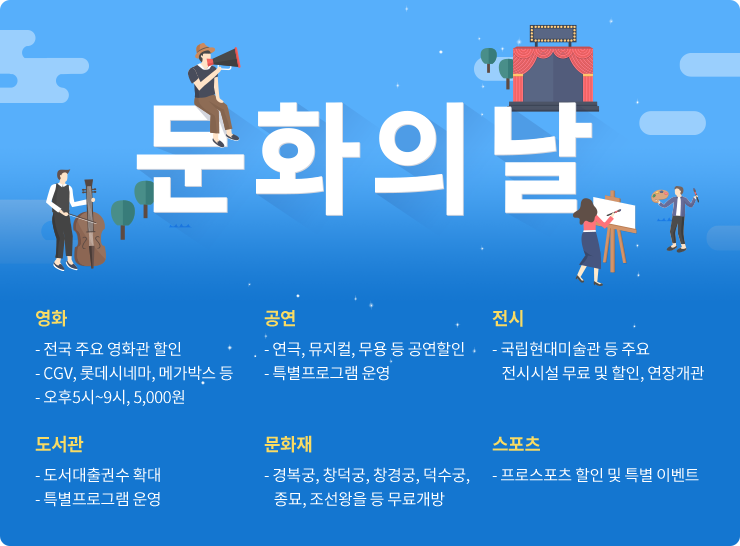 문화의날
영화
- 전국 주요 영화관 할인
- CGV, 롯데시네마, 메가박스 등
- 오후5시~9시, 5,000원
공연
- 연극, 뮤지컬, 무용 등 공연할인
- 특별프로그램 운영
전시
- 국립현대미술관 등 주요
전시시설 무료 및 할인, 연장개관
도서관
- 도서대출권수 확대
- 특별프로그램 운영
문화재
- 경복궁, 창덕궁, 창경궁, 덕수궁,
종묘, 조선왕을 등 무료개방
스포츠
- 프로스포츠 할인 및 특별 이벤트